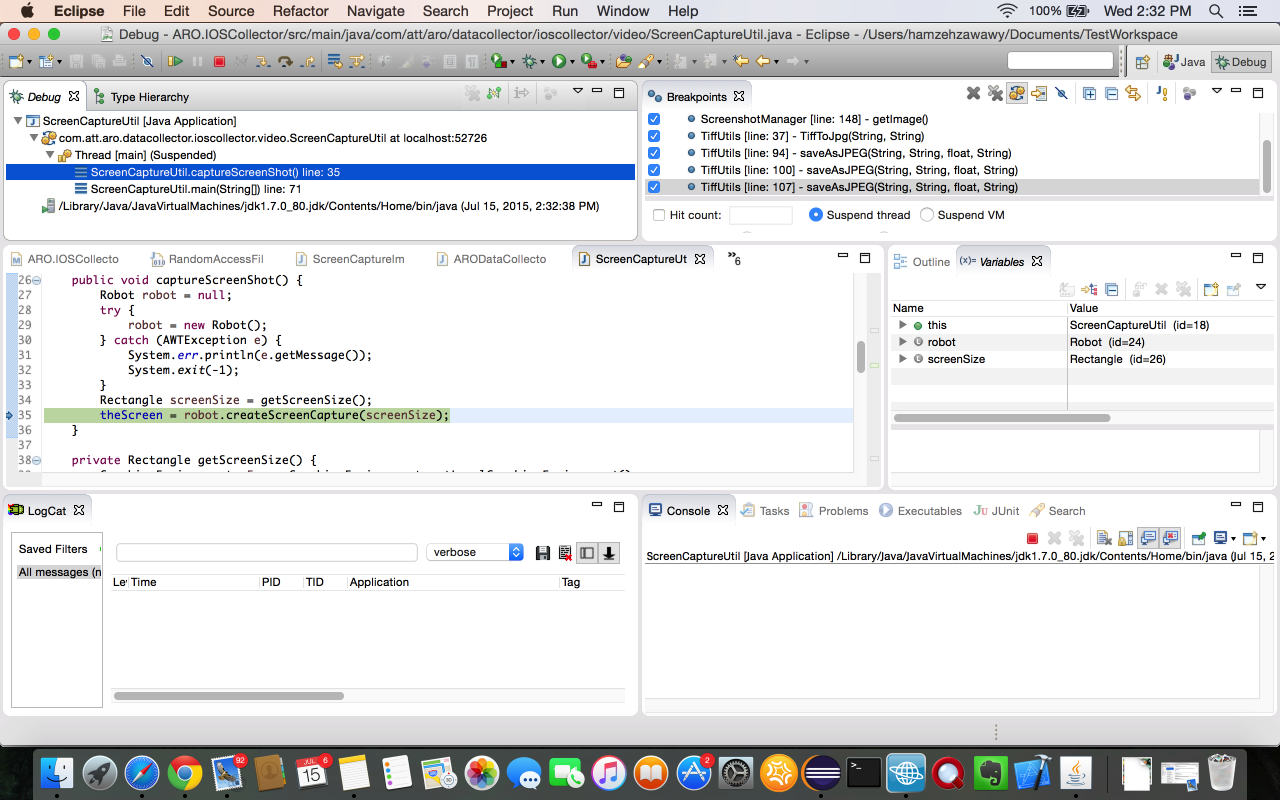 Eclipse File Edit Source Refactor Navigate Search Project Run Window Help 100% Wed 2:32 PM
Debug - ARO.IOSCollector/src/main/java/com/att/aro/datacollector/ioscollector/video/ScreenCaptureUtil.java - Eclipse - /Users/hamzehzawawy/Documents/TestWorkspace
Java Debug
Debug Type Hierarchy
ScreenCaptureUtil [Java Application]
com.att.aro.datacollector.ioscollector.video.ScreenCaptureUtil at localhost:52726
Thread [main] (Suspended)
ScreenCaptureUtil.captureScreenShot() line: 35
ScreenCaptureUtil.main(String[]) line: 71
/Library/Java/JavaVirtualMachines/jdk1.7.0_80.jdk/Contents/Home/bin/java (Jul 15, 2015, 2:32:38 PM)
Breakpoints
ScreenshotManager [line: 148] - getImage()
TiffUtils [line: 37] - TiffToJpg(String, String)
TiffUtils [line: 94] - saveAsJPEG(String, String, float, String)
TiffUtils [line: 100] - saveAsJPEG(String, String, float, String)
TiffUtils [line: 107] - saveAsJPEG(String, String, float, String)
Hit count: Suspend thread Suspend VM
ARO.IOSCollecto RandomAccessFil ScreenCaptureIm ARODataCollecto ScreenCaptureUt »6
26 public void captureScreenShot() {
27 Robot robot = null;
28 try {
29 robot = new Robot();
30 } catch (AWTException e) {
31 System.err.println(e.getMessage());
32 System.exit(-1);
33 }
34 Rectangle screenSize = getScreenSize();
35 theScreen = robot.createScreenCapture(screenSize);
36 }
37
38 private Rectangle getScreenSize() {
Outline (x)= Variables
Name Value
this ScreenCaptureUtil (id=18)
robot Robot (id=24)
screenSize Rectangle (id=26)
LogCat
Saved Filters
All messages (n
verbose
Le Time PID TID Application Tag
Console Tasks Problems Executables JUnit Search
ScreenCaptureUtil [Java Application] /Library/Java/JavaVirtualMachines/jdk1.7.0_80.jdk/Contents/Home/bin/java (Jul 15, 2
92 JUL 15 6 2